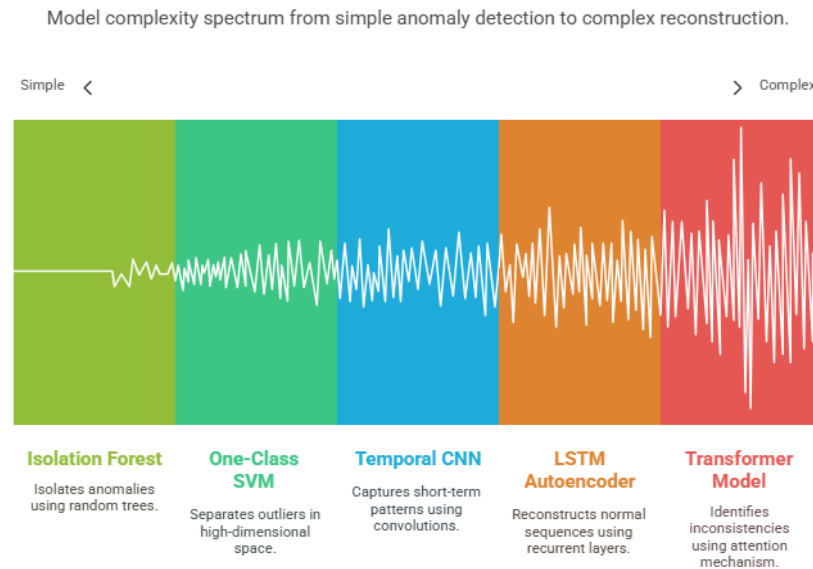 Model complexity spectrum from simple anomaly detection to complex reconstruction.
Simple
Complex
Isolation Forest
Isolates anomalies
using random trees.
One-Class
SVM
Separates outliers in
high-dimensional
space.
Temporal CNN
Captures short-term
patterns using
convolutions.
LSTM
Autoencoder
Reconstructs normal
sequences using
recurrent layers.
Transformer
Model
Identifies
inconsistencies
using attention
mechanism.